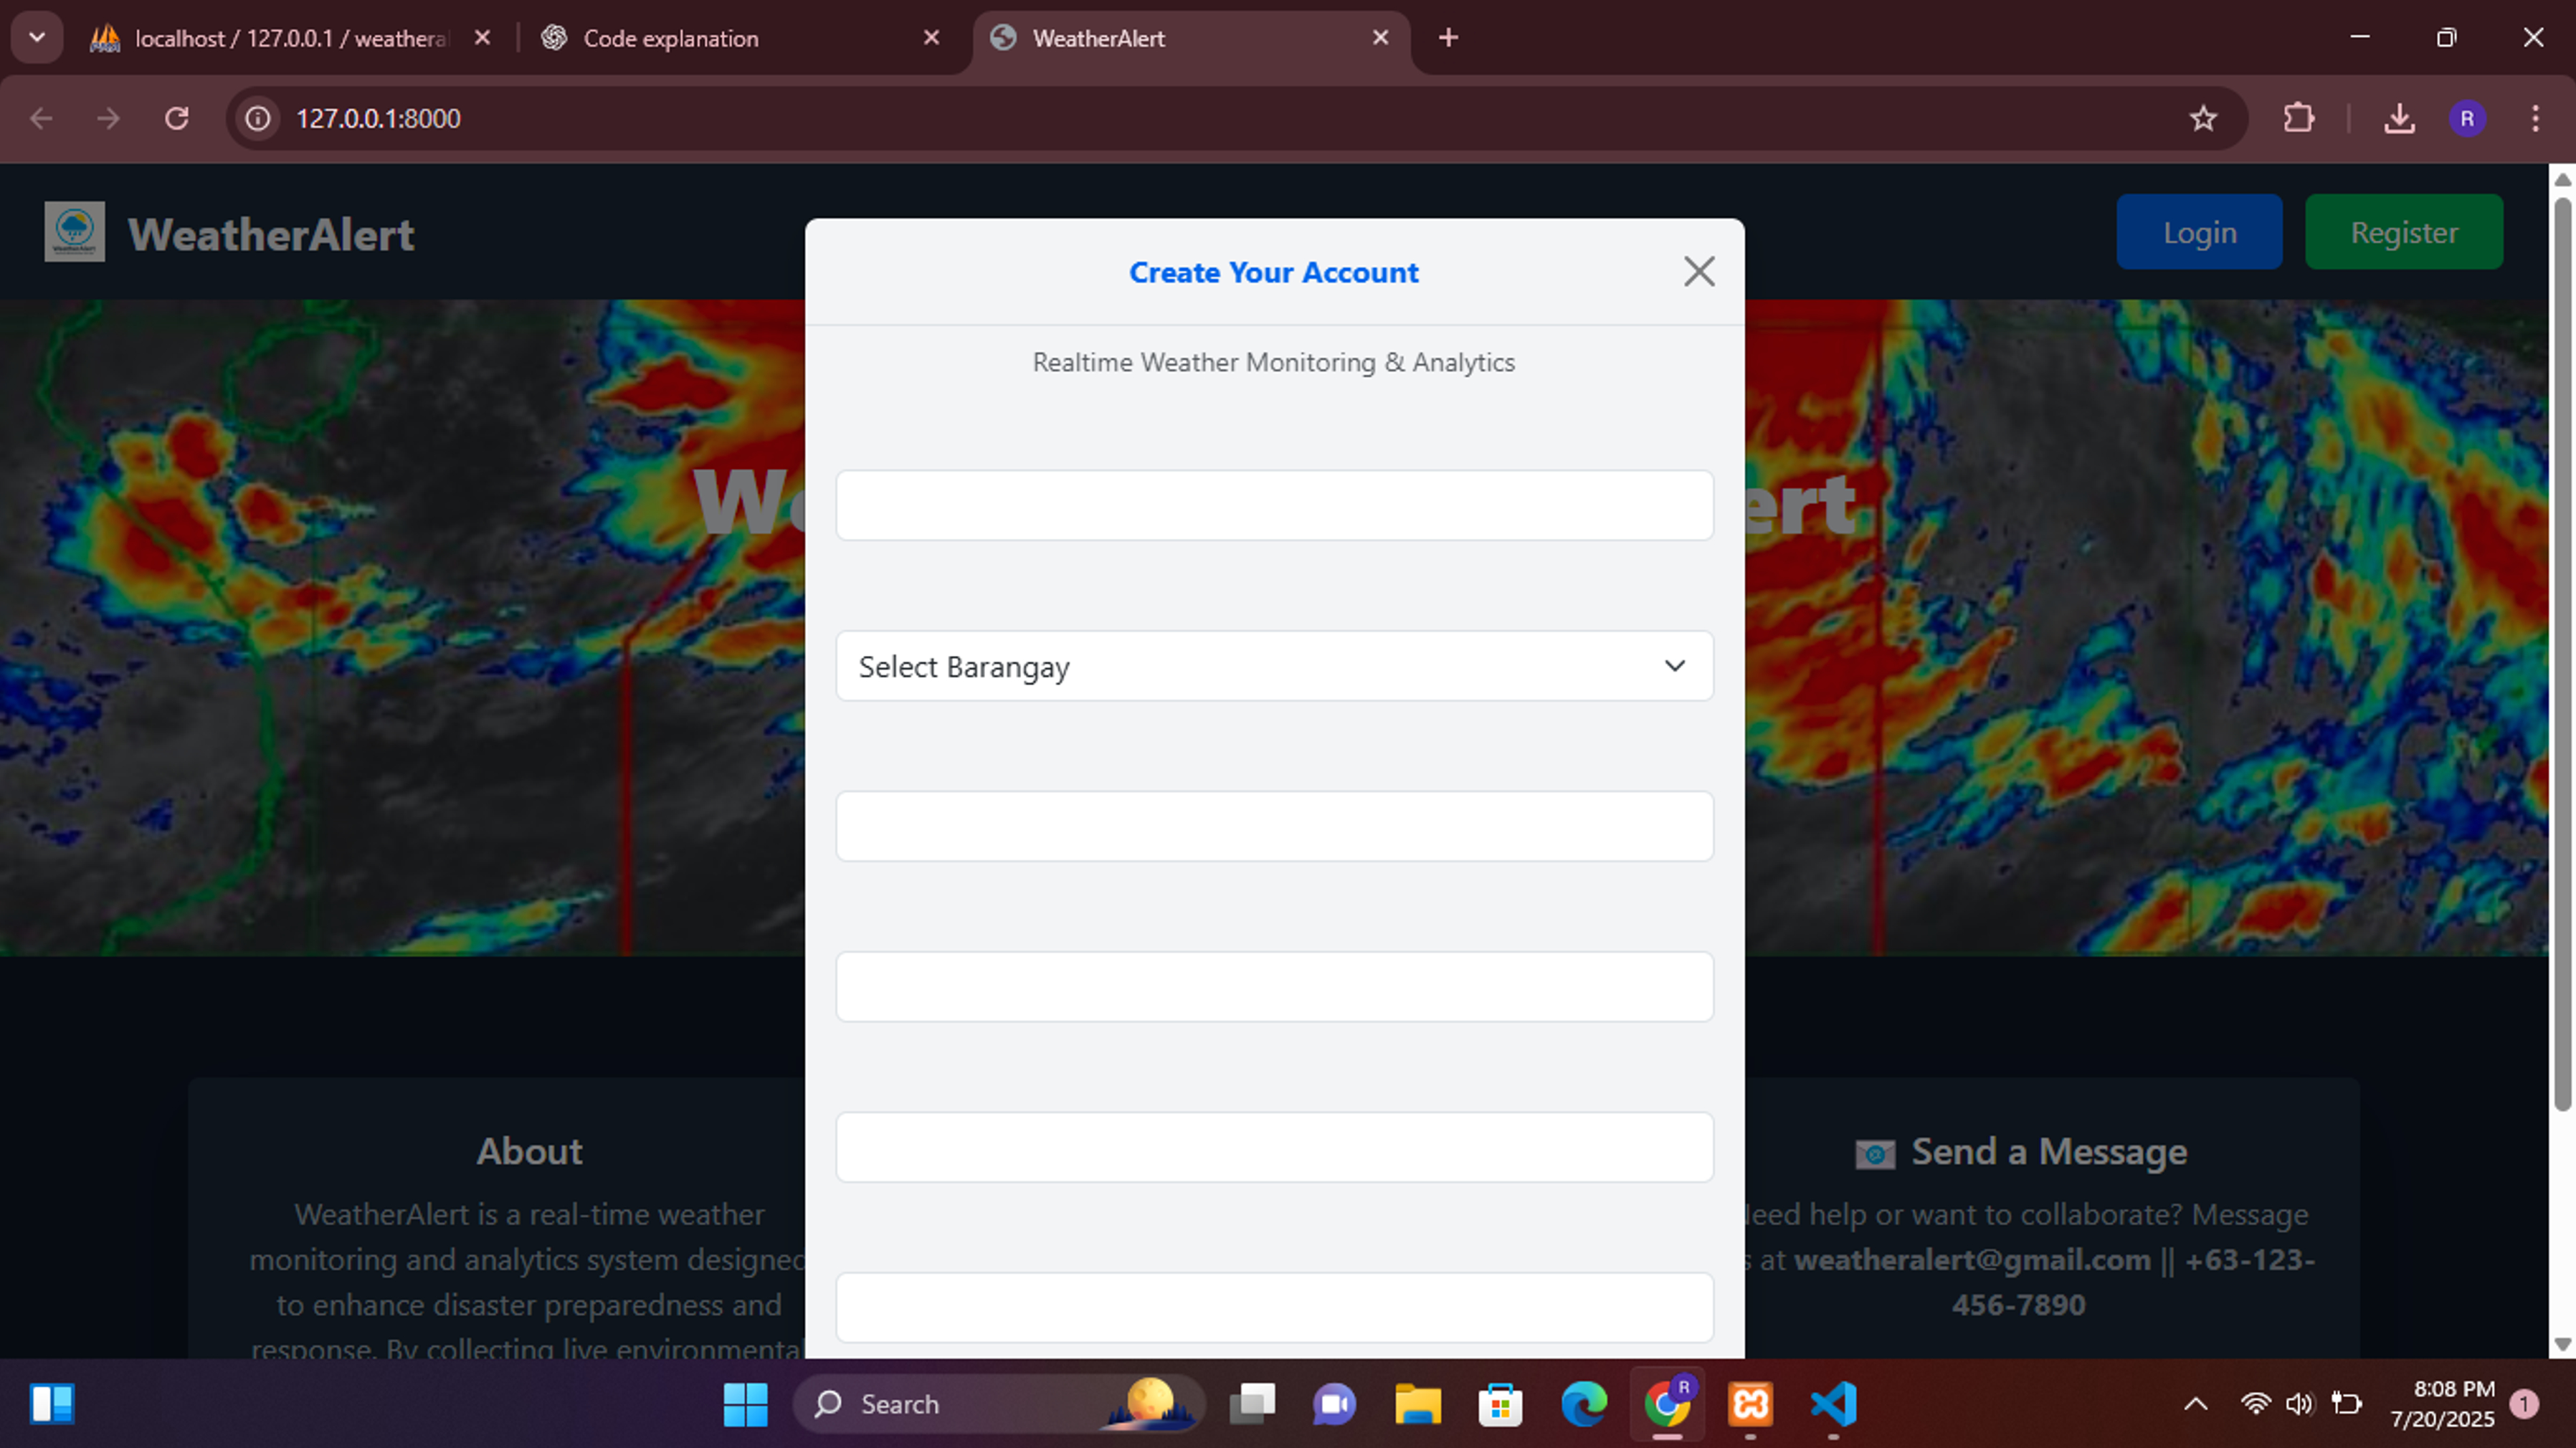 localhost / 127.0.0.1 / weathera
Code explanation
WeatherAlert
127.0.0.1:8000
R
WeatherAlert
Login
Register
Create Your Account
Realtime Weather Monitoring & Analytics
We
ert
Select Barangay
About
WeatherAlert is a real-time weather
monitoring and analytics system designed
to enhance disaster preparedness and
response. By collecting live environmental
Send a Message
Need help or want to collaborate? Message
s at weatheralert@gmail.com || +63-123-
456-7890
Search
R
8:08 PM
7/20/2025
1